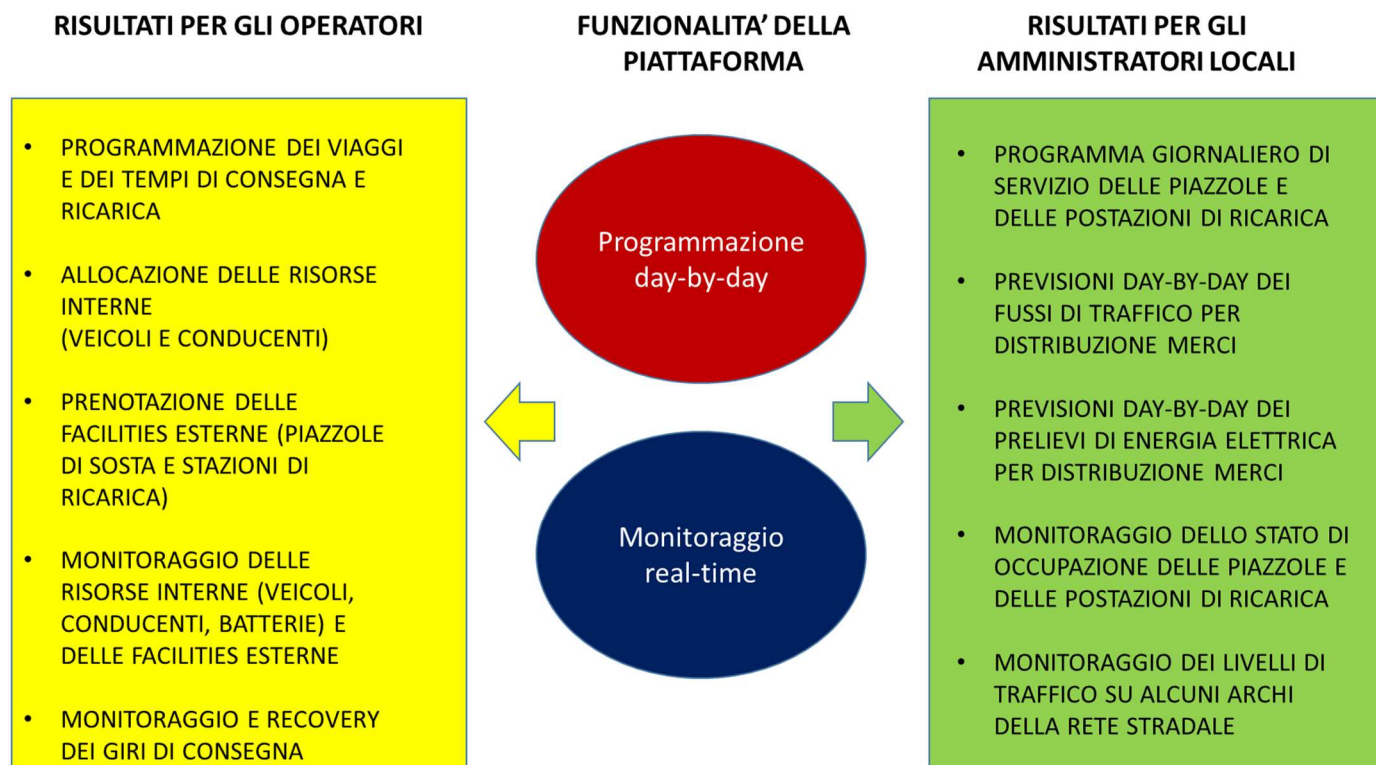 RISULTATI PER GLI OPERATORI
• PROGRAMMAZIONE DEI VIAGGI
E DEI TEMPI DI CONSEGNA E
RICARICA
• ALLOCAZIONE DELLE RISORSE
INTERNE
(VEICOLI E CONDUCENTI)
• PRENOTAZIONE DELLE
FACILITIES ESTERNE (PIAZZOLE
DI SOSTA E STAZIONI DI
RICARICA)
• MONITORAGGIO DELLE
RISORSE INTERNE (VEICOLI,
CONDUCENTI, BATTERIE) E
DELLE FACILITIES ESTERNE
• MONITORAGGIO E RECOVERY
DEI GIRI DI CONSEGNA
FUNZIONALITA’ DELLA
PIATTAFORMA
Programmazione
day-by-day
Monitoraggio
real-time
RISULTATI PER GLI
AMMINISTRATORI LOCALI
• PROGRAMMA GIORNALIERO DI
SERVIZIO DELLE PIAZZOLE E
DELLE POSTAZIONI DI RICARICA
• PREVISIONI DAY-BY-DAY DEI
FUSSI DI TRAFFICO PER
DISTRIBUZIONE MERCI
• PREVISIONI DAY-BY-DAY DEI
PRELIEVI DI ENERGIA ELETTRICA
PER DISTRIBUZIONE MERCI
• MONITORAGGIO DELLO STATO DI
OCCUPAZIONE DELLE PIAZZOLE E
DELLE POSTAZIONI DI RICARICA
• MONITORAGGIO DEI LIVELLI DI
TRAFFICO SU ALCUNI ARCHI
DELLA RETE STRADALE